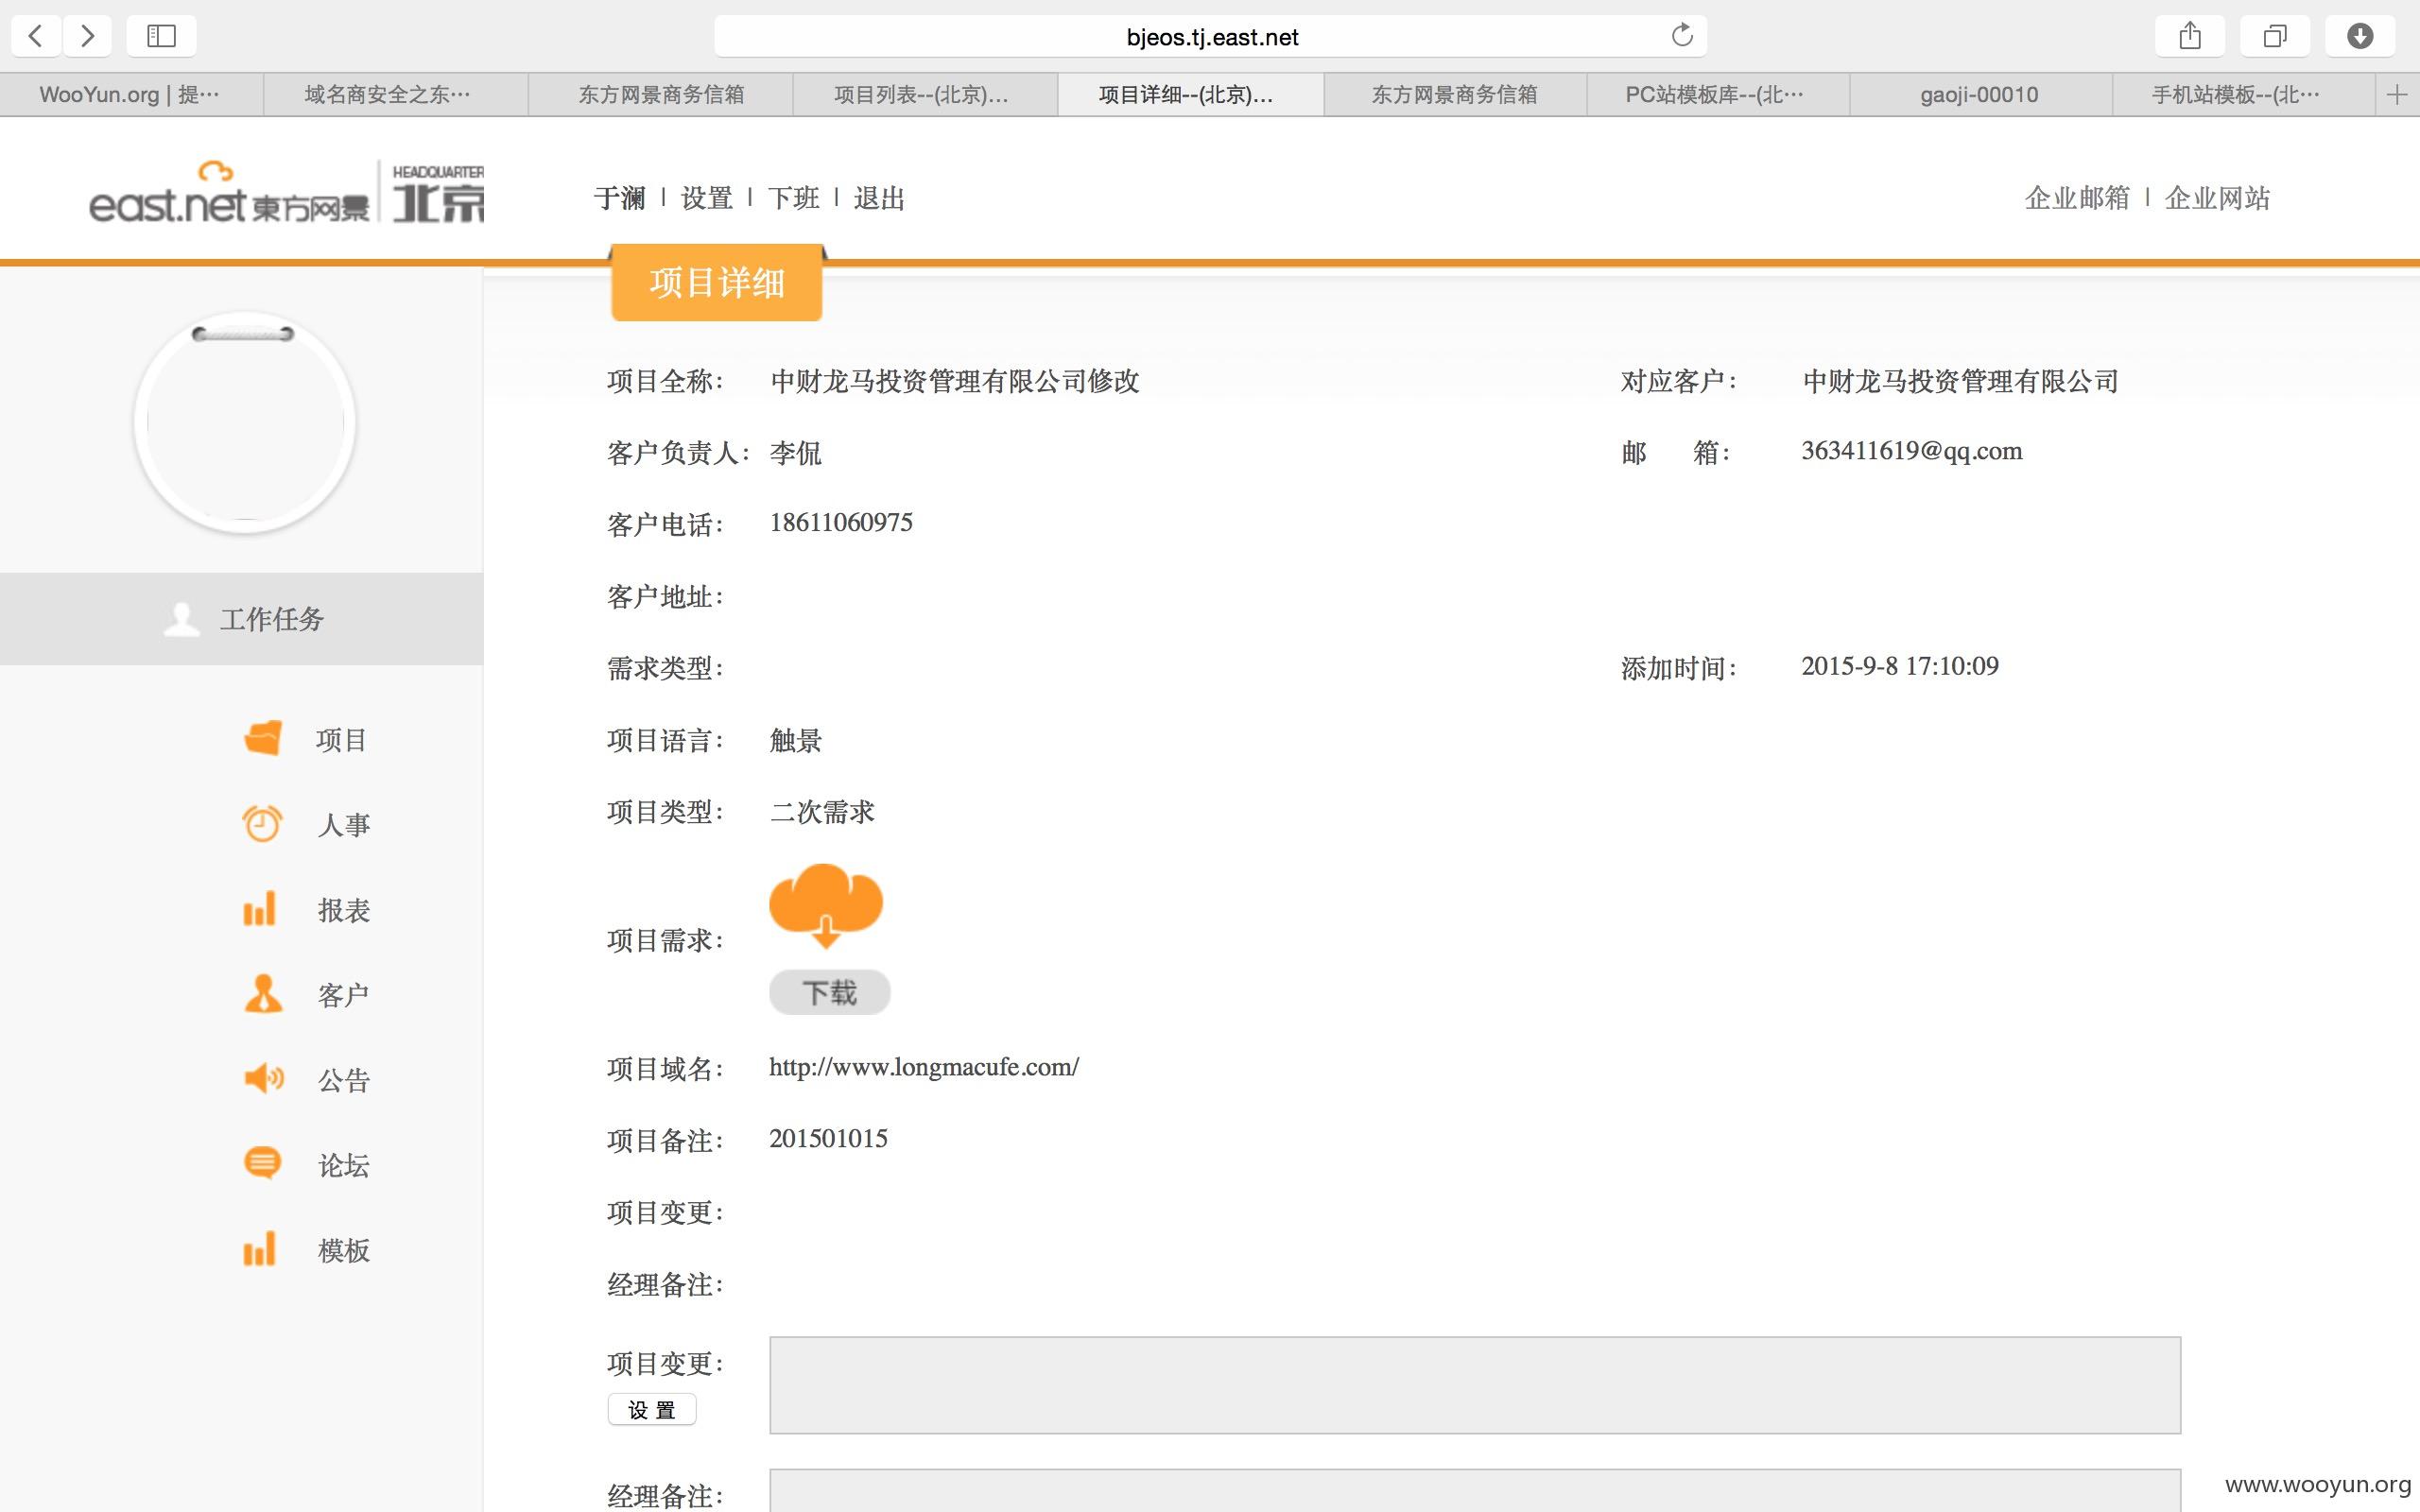 bjeos.tj.east.net
WooYun.org | 提…
域名商安全之东…
东方网景商务信箱
项目列表--(北京)...
项目详细--(北京)...
东方网景商务信箱
PC站模板库--(北…
gaoji-00010
手机站模板--(北…
east.net 東方网景 HEADQUARTER 北京
于澜 | 设置 | 下班 | 退出
企业邮箱 | 企业网站
项目详细
工作任务
项目
人事
报表
客户
公告
论坛
模板
项目全称： 中财龙马投资管理有限公司修改
对应客户： 中财龙马投资管理有限公司
客户负责人： 李侃
邮 箱： 363411619@qq.com
客户电话： 18611060975
客户地址：
需求类型：
添加时间： 2015-9-8 17:10:09
项目语言： 触景
项目类型： 二次需求
项目需求：
下载
项目域名： http://www.longmacufe.com/
项目备注： 201501015
项目变更：
经理备注：
项目变更：
设 置
经理备注：
www.wooyun.org